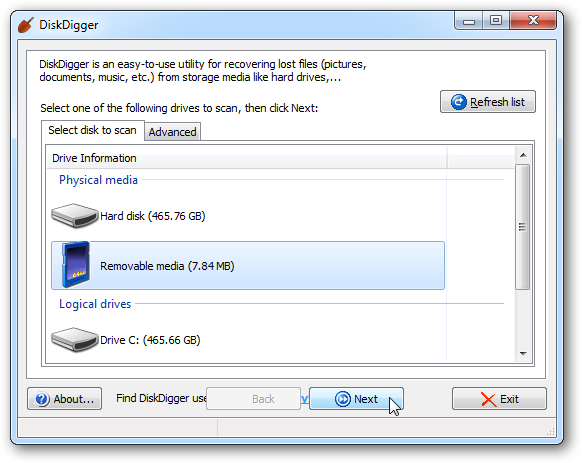 DiskDigger
DiskDigger is an easy-to-use utility for recovering lost files (pictures,
documents, music, etc.) from storage media like hard drives,...
Select one of the following drives to scan, then click Next:
Refresh list
Select disk to scan
Advanced
Drive Information
Physical media
Hard disk (465.76 GB)
Removable media (7.84 MB)
Logical drives
Drive C: (465.66 GB)
About...
Find DiskDigger use
Back
Next
Exit